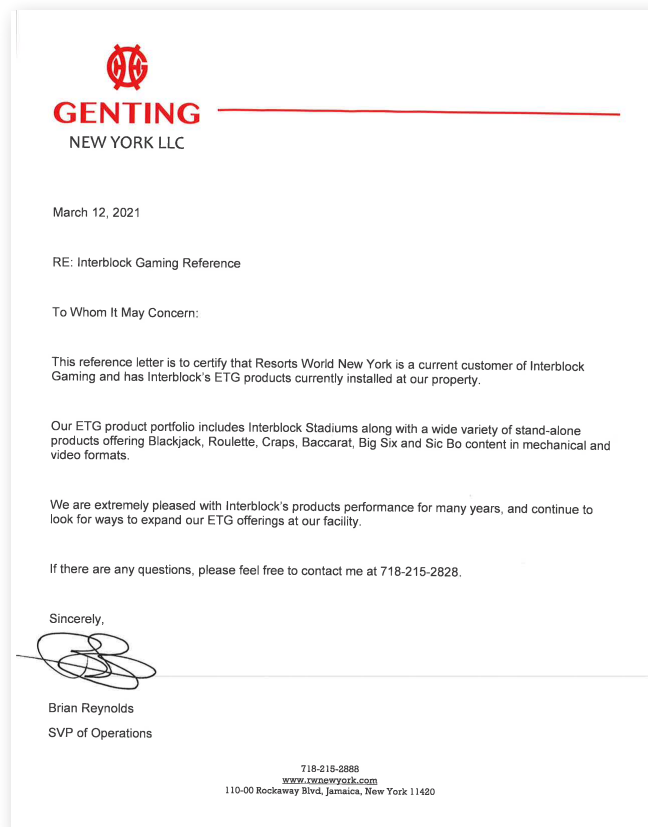 GENTING
NEW YORK LLC
March 12, 2021
RE: Interblock Gaming Reference
To Whom It May Concern:
This reference letter is to certify that Resorts World New York is a current customer of Interblock
Gaming and has Interblock's ETG products currently installed at our property.
Our ETG product portfolio includes Interblock Stadiums along with a wide variety of stand-alone
products offering Blackjack, Roulette, Craps, Baccarat, Big Six and Sic Bo content in mechanical and
video formats.
We are extremely pleased with Interblock's products performance for many years, and continue to
look for ways to expand our ETG offerings at our facility.
If there are any questions, please feel free to contact me at 718-215-2828.
Sincerely,
Brian Reynolds
SVP of Operations
718-215-2888
www.rwnewyork.com
110-00 Rockaway Blvd, Jamaica, New York 11420